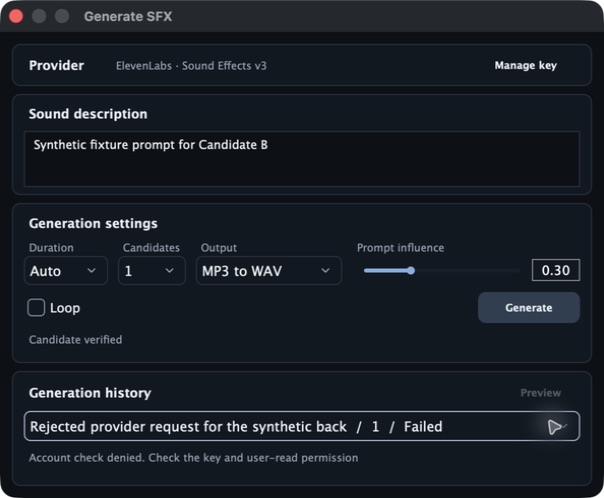 Generate SFX
Provider
ElevenLabs · Sound Effects v3
Manage key
Sound description
Synthetic fixture prompt for Candidate B
Generation settings
Duration
Candidates
Output
Prompt influence
Auto
1
MP3 to WAV
0.30
Loop
Generate
Candidate verified
Generation history
Preview
Rejected provider request for the synthetic back / 1 / Failed
Account check denied. Check the key and user-read permission